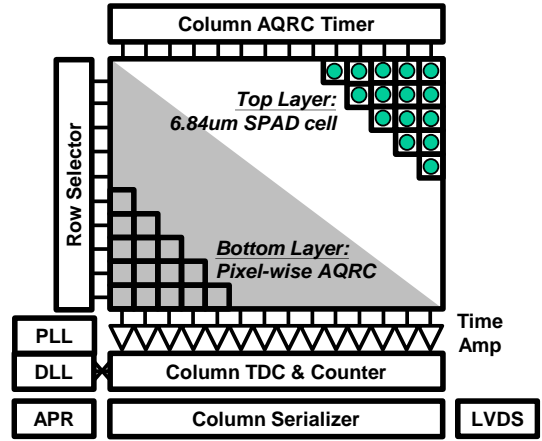 Column AQRC Timer
Row Selector
Top Layer:
6.84um SPAD cell
Bottom Layer:
Pixel-wise AQRC
Time
Amp
PLL
DLL
Column TDC & Counter
APR
Column Serializer
LVDS